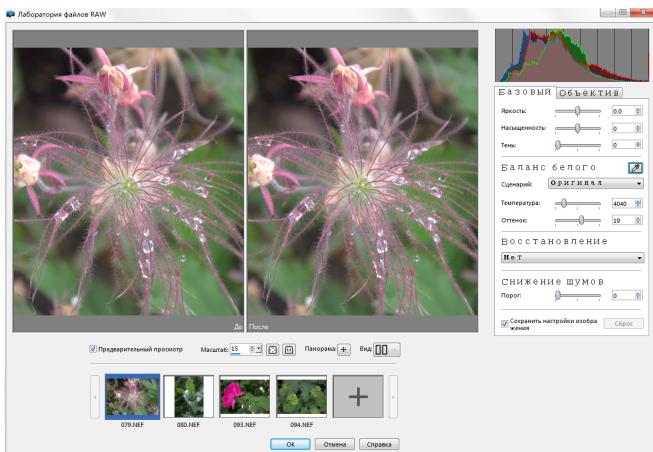 Лаборатория файлов RAW
До После
Базовый Объектив
Яркость: 0,0
Насыщенность: 0
Тень: 0
Баланс белого
Сценарий: Оригинал
Температура: 4040
Оттенок: 19
Восстановление
Нет
Снижение шумов
Порог: 0
Сохранить настройки изобра
жения
Сброс
Предварительный просмотр Масштаб: 15 Панорама: Вид:
079.NEF 080.NEF 093.NEF 094.NEF
ОК Отмена Справка